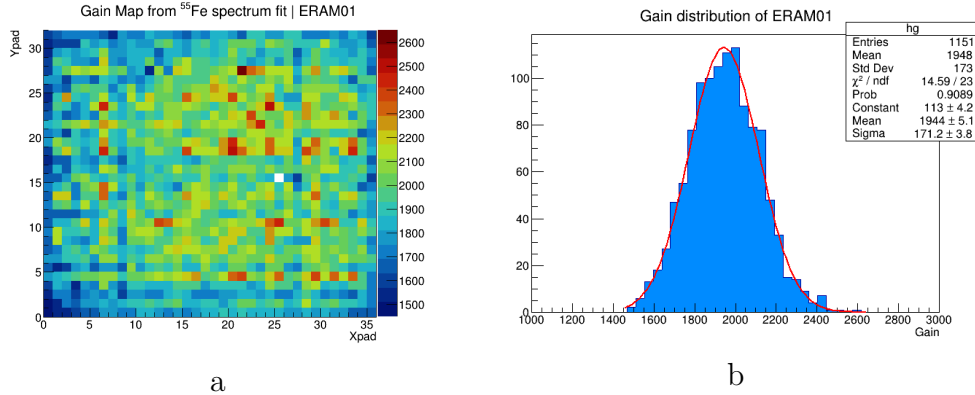 Gain Map from ⁵⁵Fe spectrum fit | ERAM01
Ypad
30
25
20
15
10
5
0
0 5 10 15 20 25 30 35
Xpad
2600
2500
2400
2300
2200
2100
2000
1900
1800
1700
1600
1500
a
Gain distribution of ERAM01
hg
Entries 1151
Mean 1948
Std Dev 173
χ² / ndf 14.59 / 23
Prob 0.9089
Constant 113 ± 4.2
Mean 1944 ± 5.1
Sigma 171.2 ± 3.8
100
80
60
40
20
0
1000 1200 1400 1600 1800 2000 2200 2400 2600 2800 3000
Gain
b